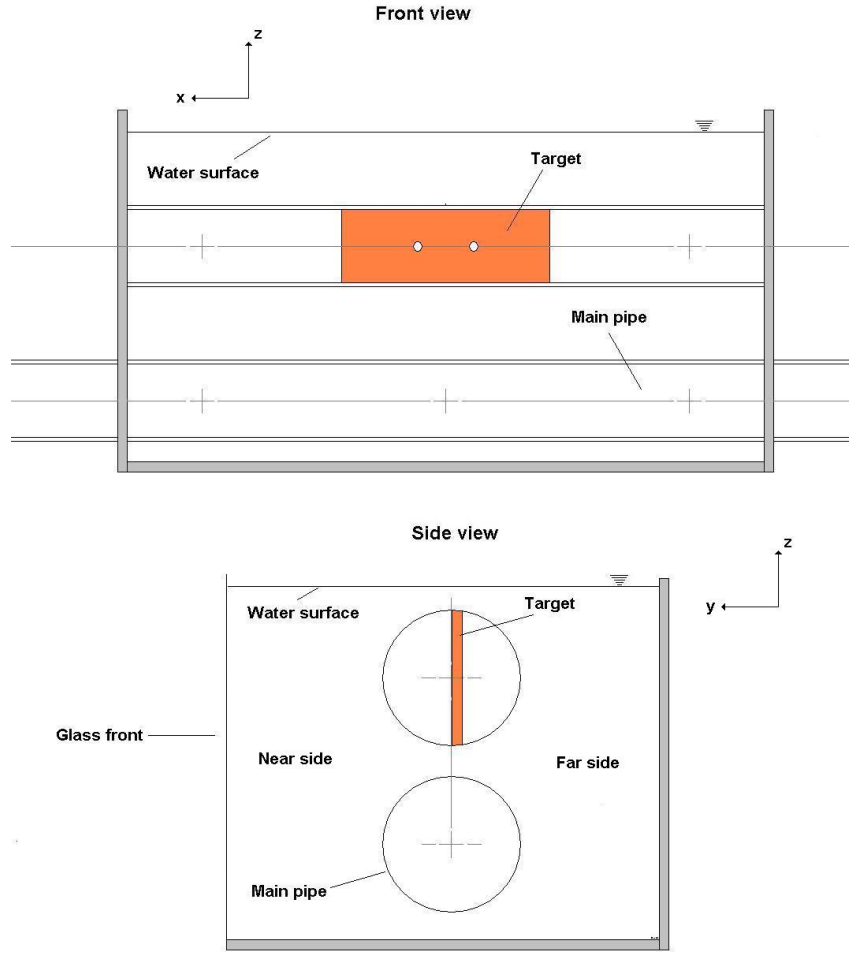 Front view
z
x
Water surface
Target
Main pipe
Side view
z
y
Water surface
Target
Glass front
Near side
Far side
Main pipe